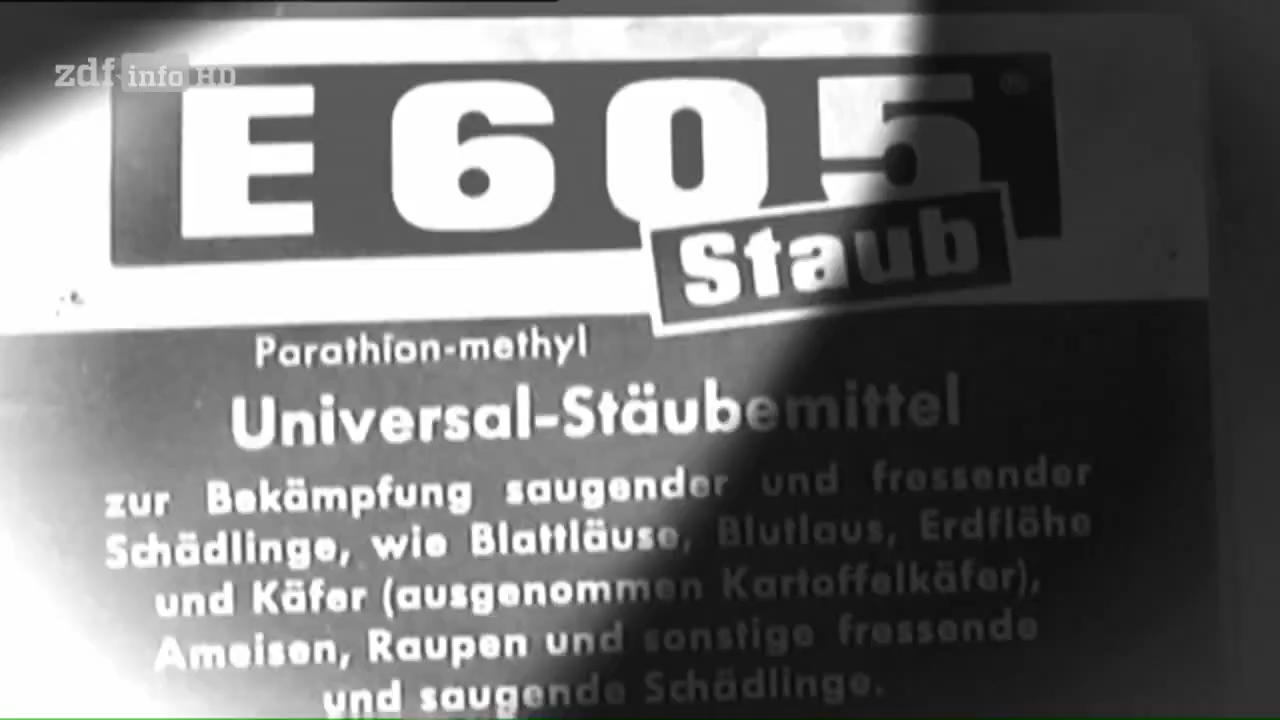 zdf info HD
E 605 ®
Staub
Parathion-methyl
Universal-Stäubemittel
zur Bekämpfung saugender und fressender
Schädlinge, wie Blattläuse, Blutlaus, Erdflöhe
und Käfer (ausgenommen Kartoffelkäfer),
Ameisen, Raupen und sonstige fressende
und saugende Schädlinge.